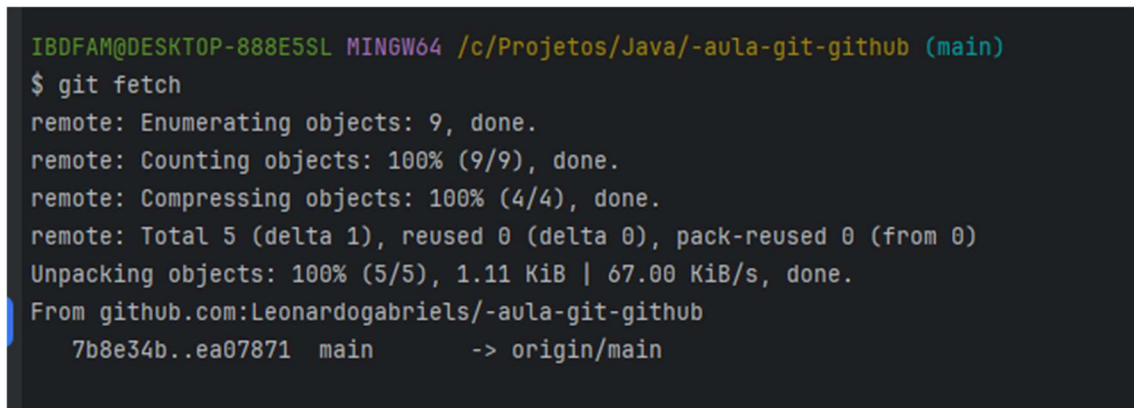 IBDFAM@DESKTOP-888E5SL MINGW64 /c/Projetos/Java/-aula-git-github (main)
$ git fetch
remote: Enumerating objects: 9, done.
remote: Counting objects: 100% (9/9), done.
remote: Compressing objects: 100% (4/4), done.
remote: Total 5 (delta 1), reused 0 (delta 0), pack-reused 0 (from 0)
Unpacking objects: 100% (5/5), 1.11 KiB | 67.00 KiB/s, done.
From github.com:Leonardogabriels/-aula-git-github
   7b8e34b..ea07871  main       -> origin/main